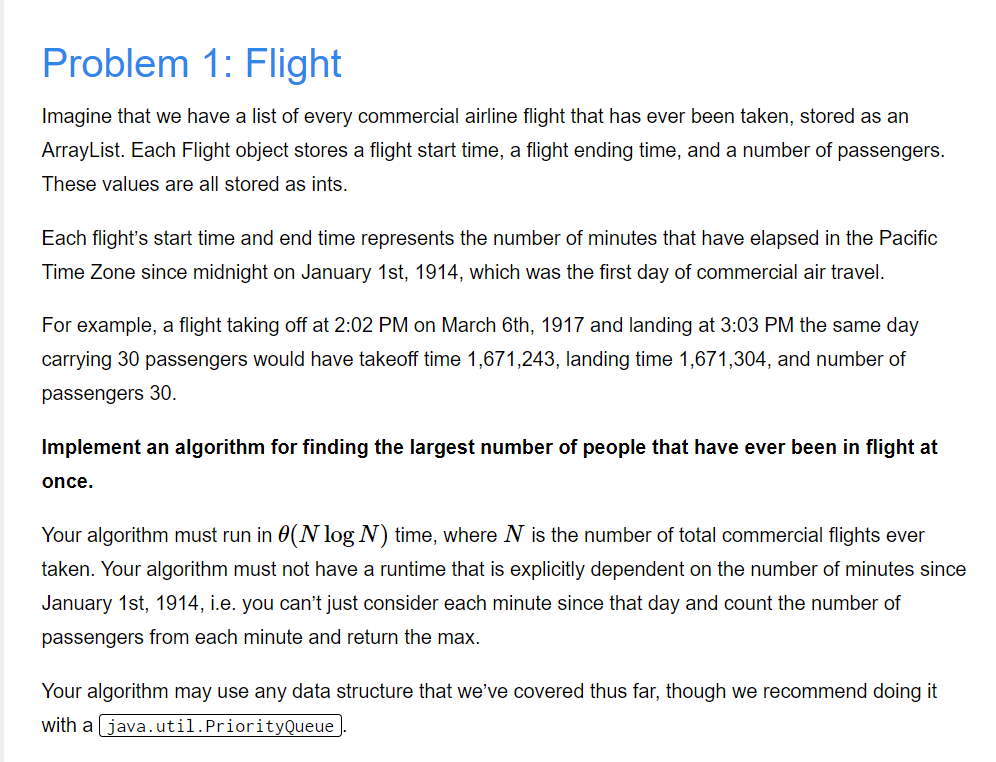 Problem 1: Flight
Imagine that we have a list of every commercial airline flight that has ever been taken, stored as an
ArrayList. Each Flight object stores a flight start time, a flight ending time, and a number of passengers.
These values are all stored as ints.
Each flight’s start time and end time represents the number of minutes that have elapsed in the Pacific
Time Zone since midnight on January 1st, 1914, which was the first day of commercial air travel.
For example, a flight taking off at 2:02 PM on March 6th, 1917 and landing at 3:03 PM the same day
carrying 30 passengers would have takeoff time 1,671,243, landing time 1,671,304, and number of
passengers 30.
Implement an algorithm for finding the largest number of people that have ever been in flight at
once.
Your algorithm must run in θ(N log N) time, where N is the number of total commercial flights ever
taken. Your algorithm must not have a runtime that is explicitly dependent on the number of minutes since
January 1st, 1914, i.e. you can’t just consider each minute since that day and count the number of
passengers from each minute and return the max.
Your algorithm may use any data structure that we’ve covered thus far, though we recommend doing it
with a java.util.PriorityQueue.